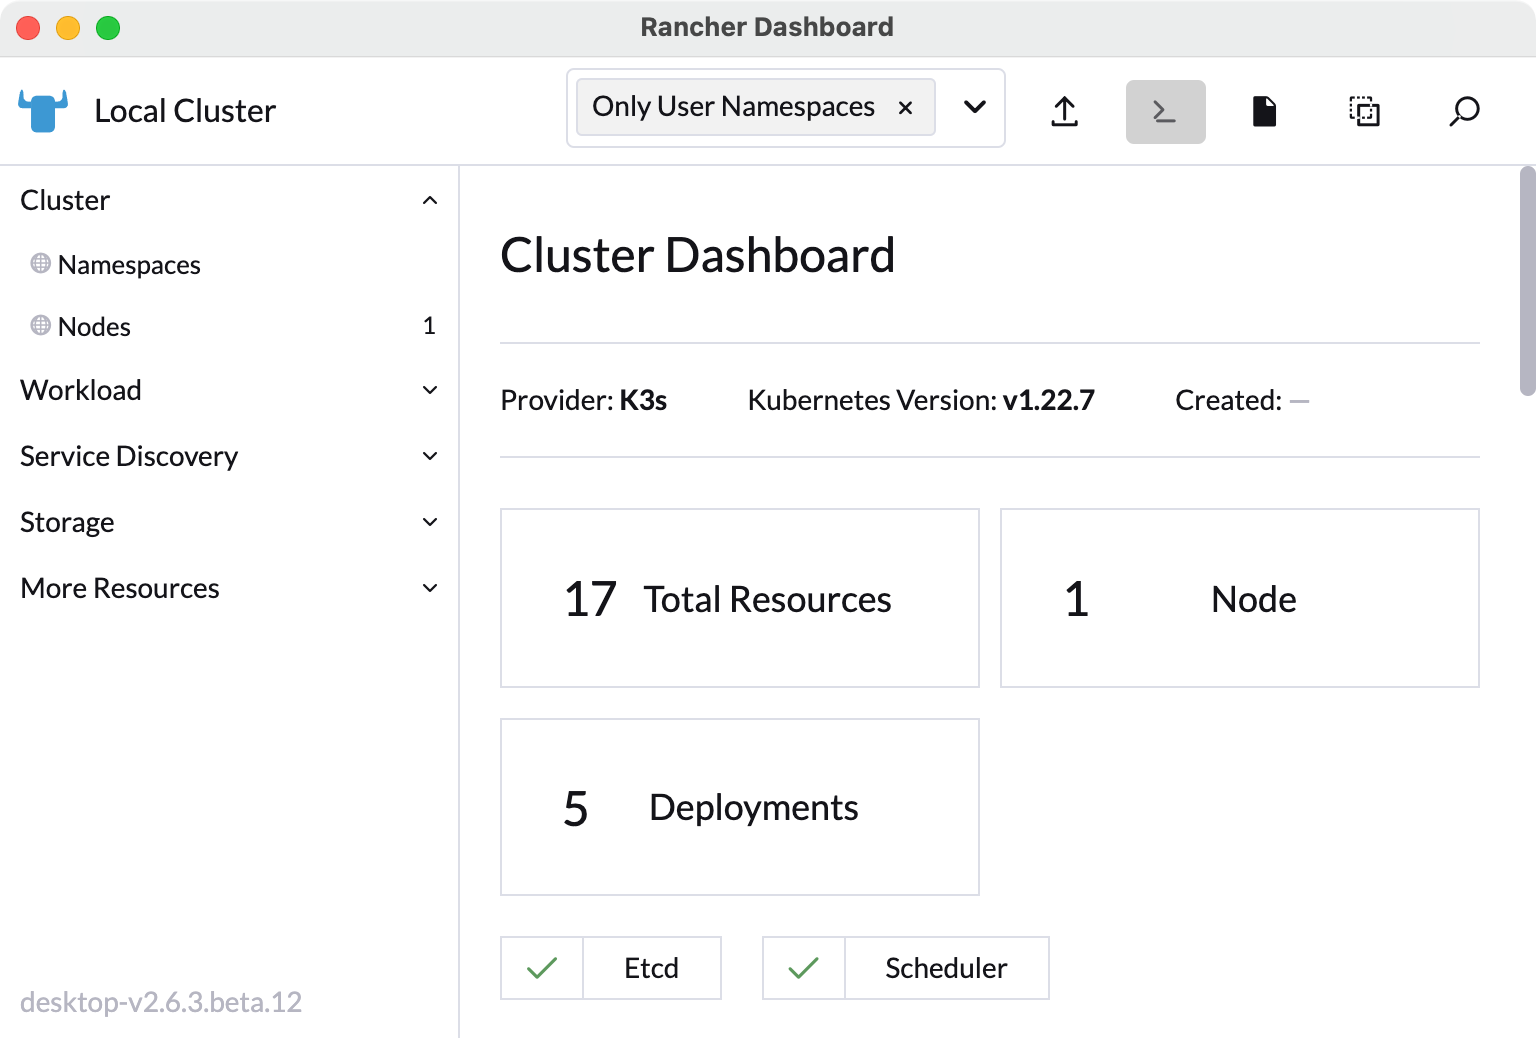 Rancher Dashboard
Local Cluster
Only User Namespaces
Cluster
Namespaces
Nodes 1
Workload
Service Discovery
Storage
More Resources
desktop-v2.6.3.beta.12
Cluster Dashboard
Provider: K3s Kubernetes Version: v1.22.7 Created: —
17 Total Resources
1 Node
5 Deployments
Etcd
Scheduler